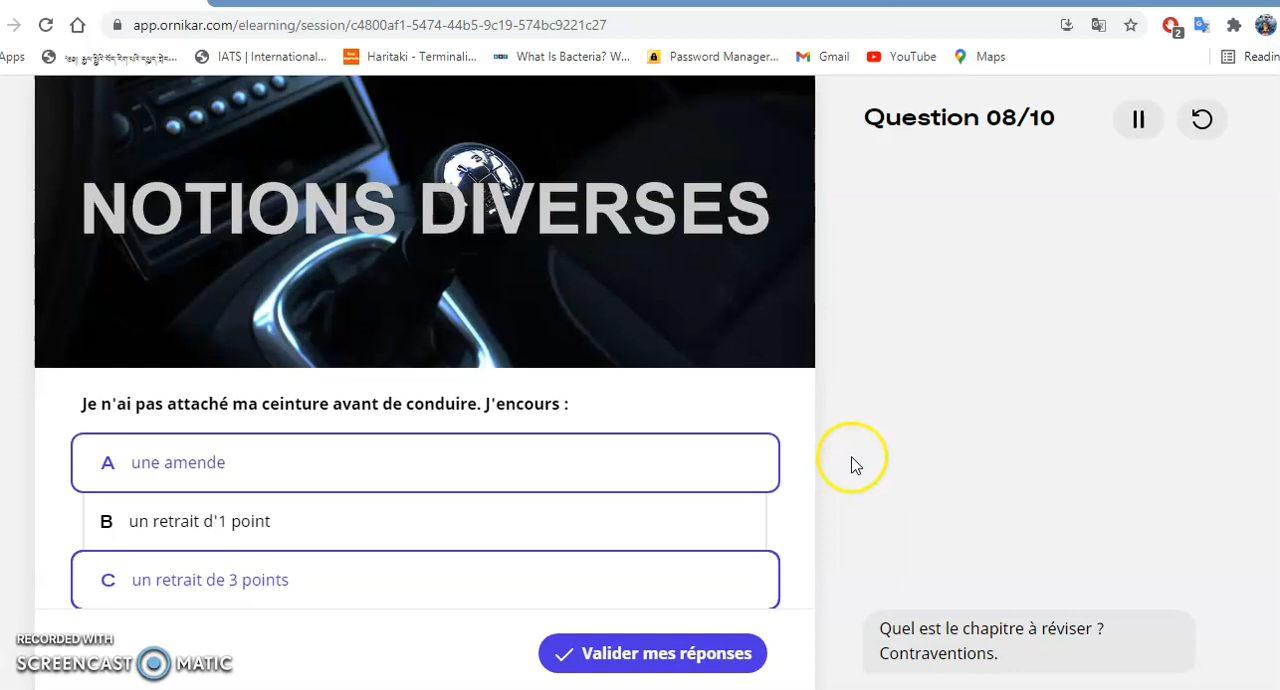 app.ornikar.com/elearning/session/c4800af1-5474-44b5-9c19-574bc9221c27
2
Apps
IATS | International...
Haritaki - Terminali...
What Is Bacteria? W...
Password Manager...
Gmail
YouTube
Maps
Readin
NOTIONS DIVERSES
Question 08/10
Je n'ai pas attaché ma ceinture avant de conduire. J'encours :
A une amende
B un retrait d'1 point
C un retrait de 3 points
Valider mes réponses
Quel est le chapitre à réviser ?
Contraventions.
RECORDED WITH
SCREENCAST MATIC